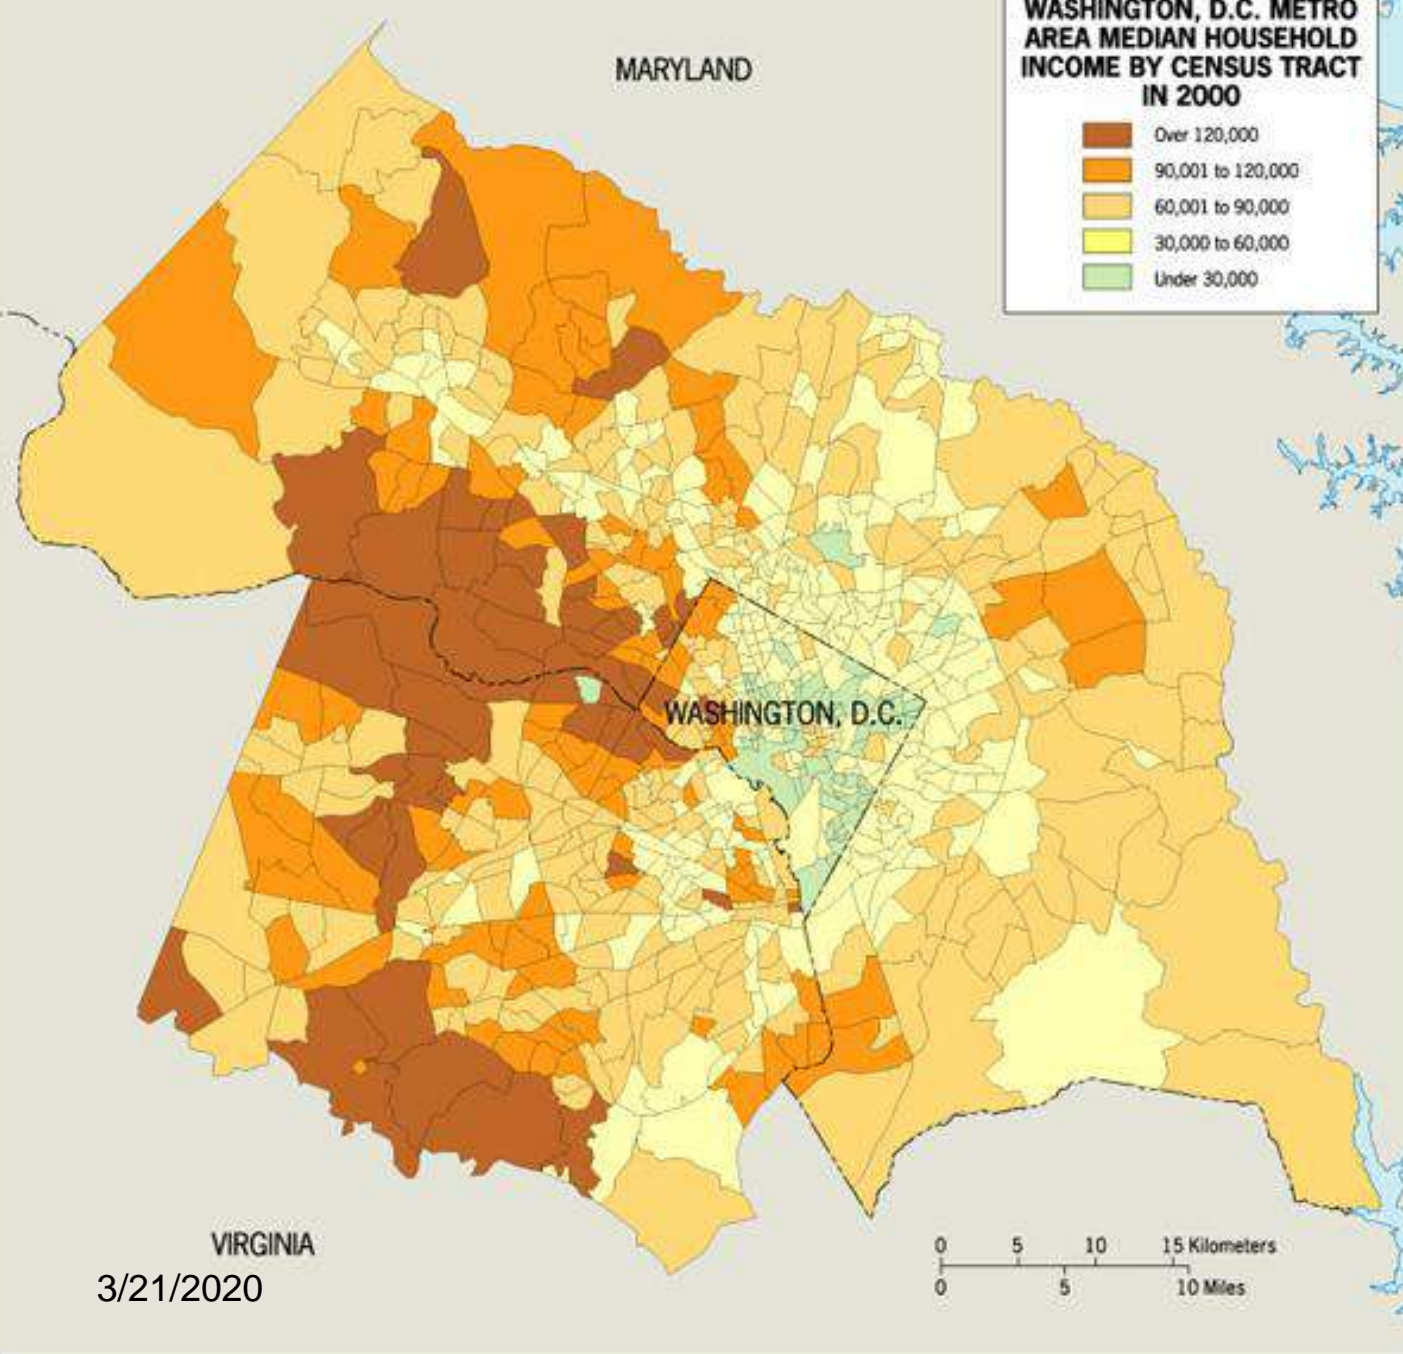 WASHINGTON, D.C. METRO
AREA MEDIAN HOUSEHOLD
INCOME BY CENSUS TRACT
IN 2000
Over 120,000
90,001 to 120,000
60,001 to 90,000
30,000 to 60,000
Under 30,000
MARYLAND
WASHINGTON, D.C.
VIRGINIA
3/21/2020
0 5 10 15 Kilometers
0 5 10 Miles